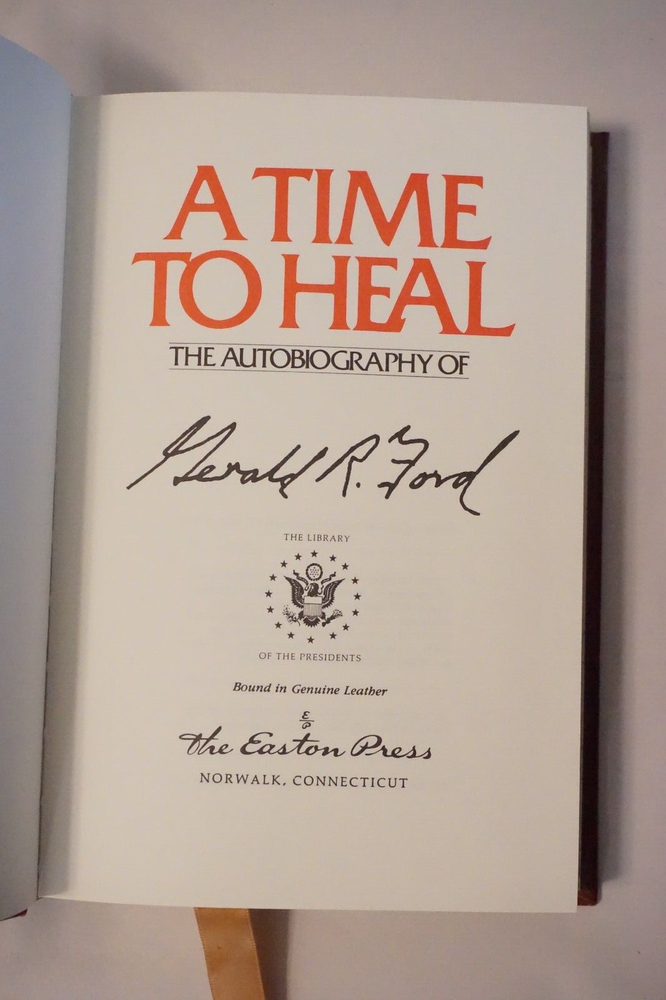 A TIME
TO HEAL
THE AUTOBIOGRAPHY OF
Gerald R. Ford
THE LIBRARY
OF THE PRESIDENTS
Bound in Genuine Leather
E
P
The Easton Press
NORWALK, CONNECTICUT